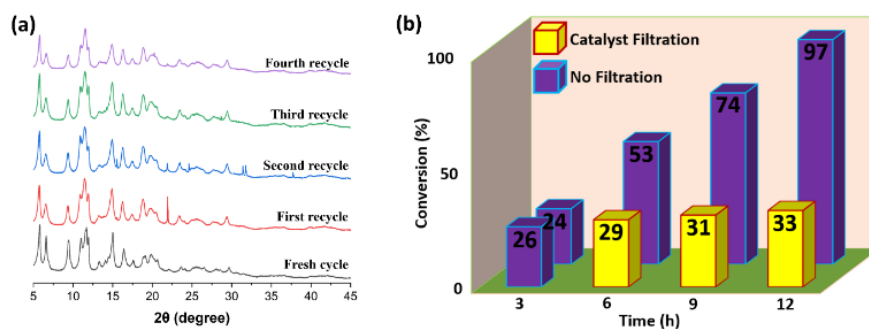 (a)
Fourth recycle
Third recycle
Second recycle
First recycle
Fresh cycle
5 10 15 20 25 30 35 40 45
2θ (degree)
(b)
Catalyst Filtration
No Filtration
100
50
0
Conversion (%)
26 24 29 53 31 74 33 97
3 6 9 12
Time (h)